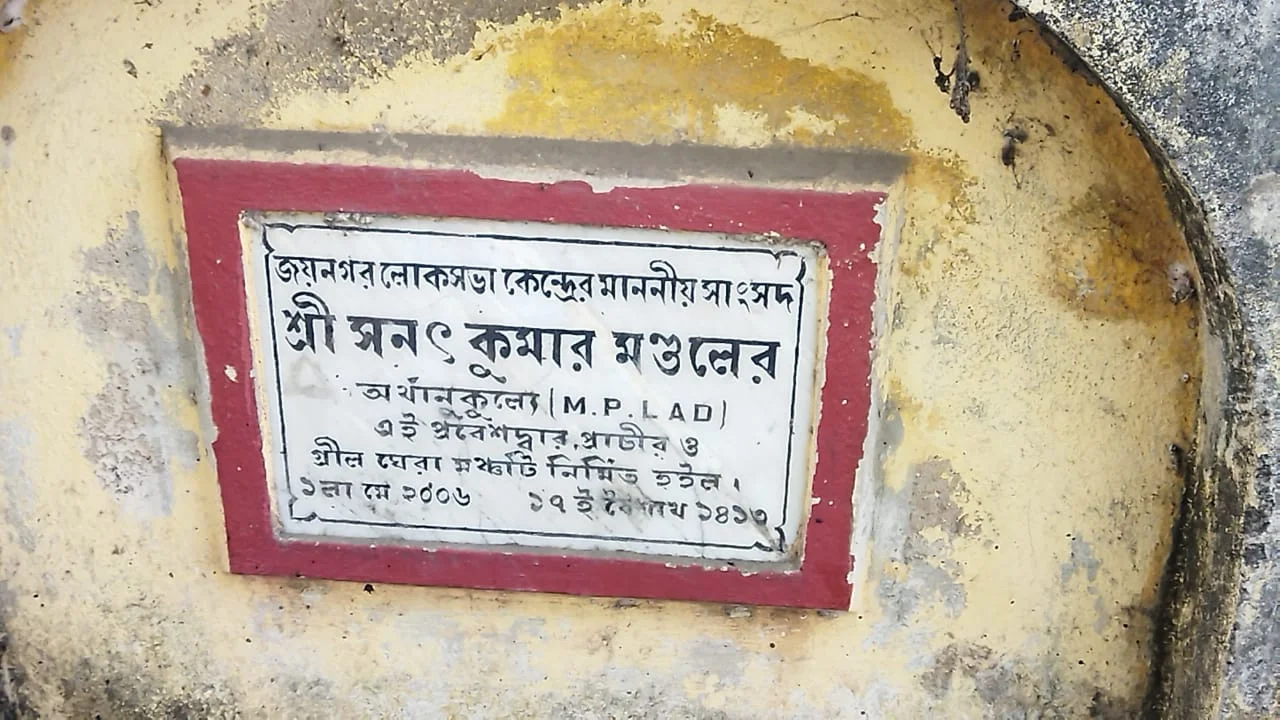 জয়নগর লোকসভা কেন্দ্রের মাননীয় সাংসদ
শ্রী সনৎ কুমার মণ্ডলের
অর্থানুকুল্যে (M.P.LAD)
এই প্রবেশদ্বার, প্রাচীর ও
গ্রীল ঘেরা মঞ্চটি নির্মিত হইল।
১লা মে ২০০৬ ১৭ই বৈশাখ ১৪১৩